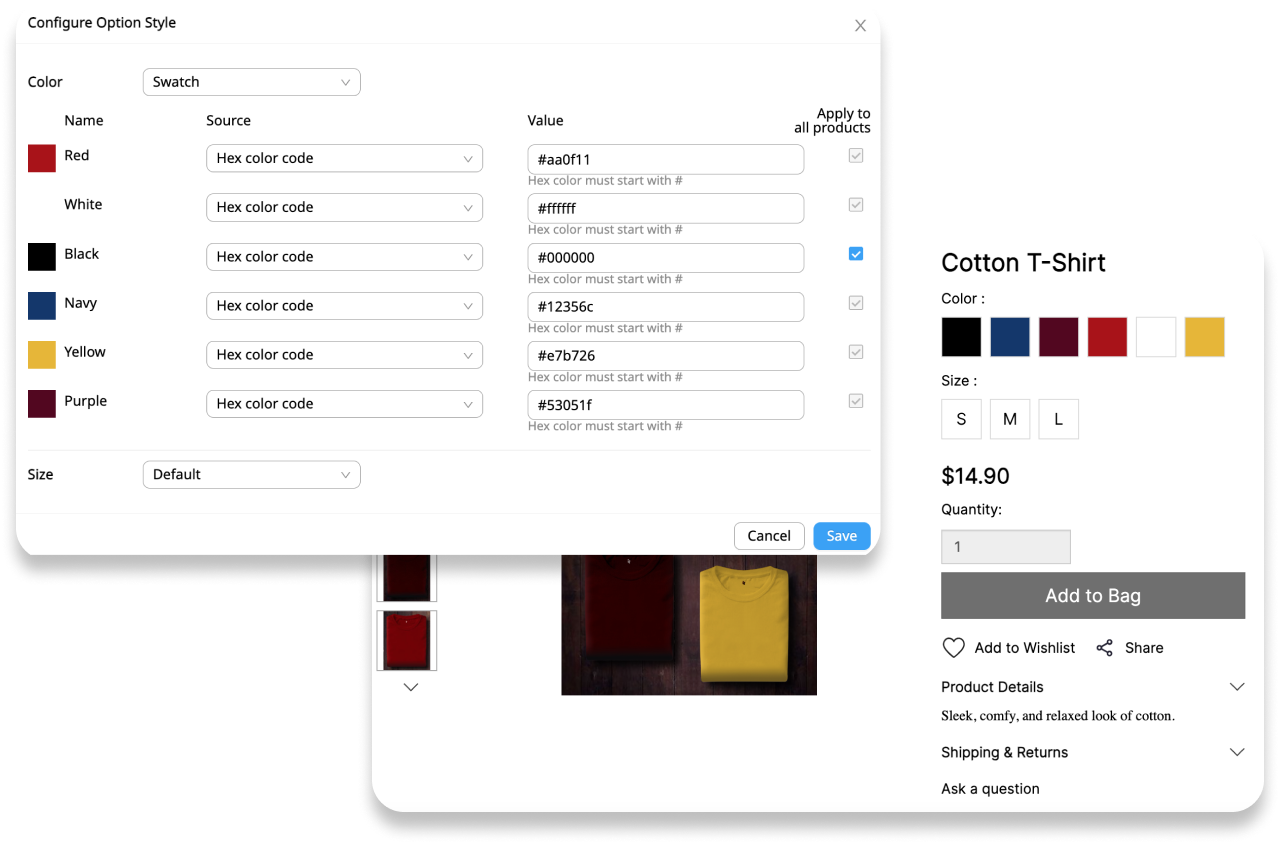 Configure Option Style
Color
Swatch
Name Source Value Apply to
all products
Red Hex color code #aa0f11
Hex color must start with #
White Hex color code #ffffff
Hex color must start with #
Black Hex color code #000000
Hex color must start with #
Navy Hex color code #12356c
Hex color must start with #
Yellow Hex color code #e7b726
Hex color must start with #
Purple Hex color code #53051f
Hex color must start with #
Size
Default
Cancel Save
Cotton T-Shirt
Color :
Size :
S M L
$14.90
Quantity:
1
Add to Bag
Add to Wishlist Share
Product Details
Sleek, comfy, and relaxed look of cotton.
Shipping & Returns
Ask a question